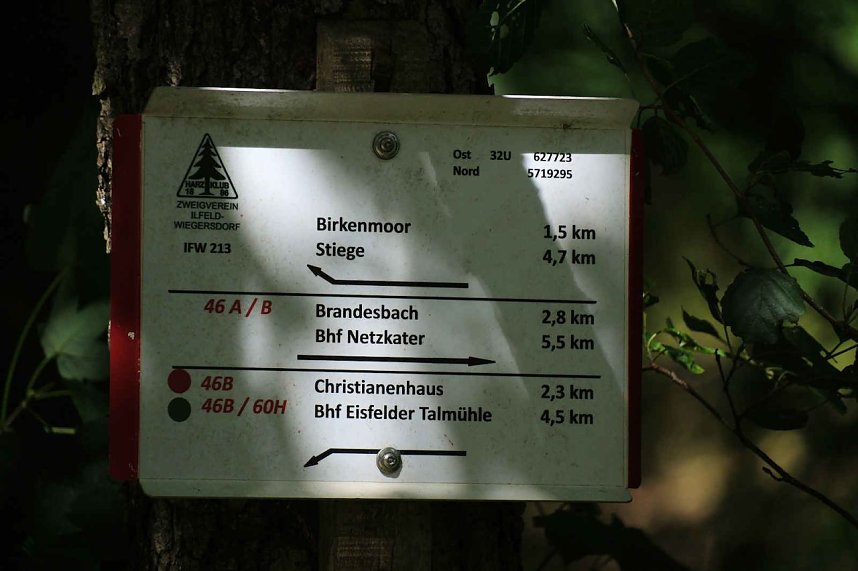 HARZ KLUB
18 86
ZWEIGVEREIN
ILFELD-
WIEGERSDORF
IFW 213
Ost 32U 627723
Nord 5719295
Birkenmoor 1,5 km
Stiege 4,7 km
46 A / B Brandesbach 2,8 km
Bhf Netzkater 5,5 km
46B Christianenhaus 2,3 km
46B / 60H Bhf Eisfelder Talmühle 4,5 km